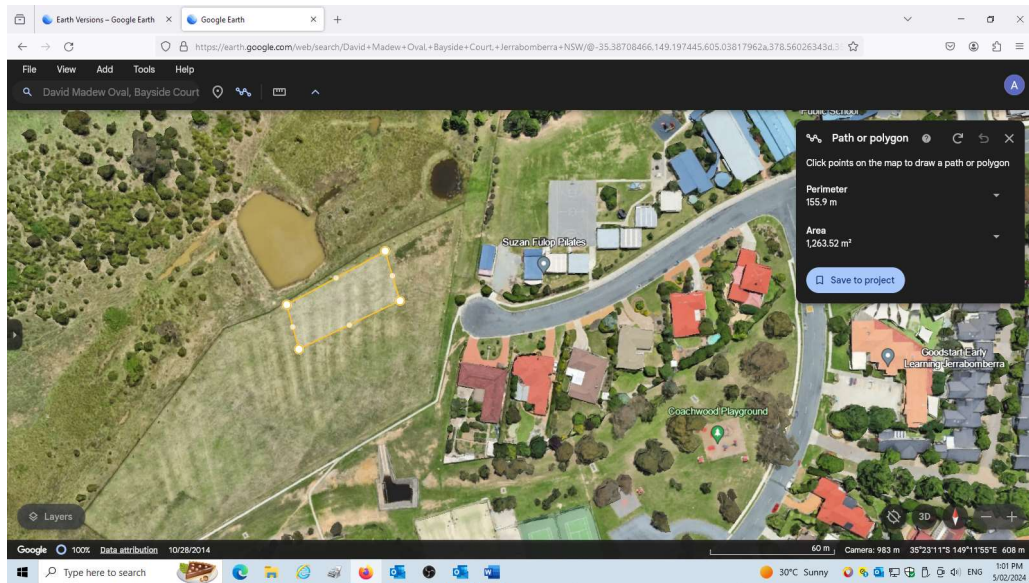 Earth Versions – Google Earth
Google Earth
https://earth.google.com/web/search/David+Madew+Oval,+Bayside+Court,+Jerrabomberra+NSW/@-35.38708466,149.197445,605.03817962a,378.56026343d,3
File View Add Tools Help
David Madew Oval, Bayside Court
A
Public School
Path or polygon
Click points on the map to draw a path or polygon
Perimeter
155.9 m
Area
1,263.52 m²
Save to project
Suzan Fulop Pilates
Goodstart Early
Learning Jerrabomberra
Coachwood Playground
Layers
3D
Google 100% Data attribution 10/28/2014
60 m Camera: 983 m 35°23'11"S 149°11'55"E 608 m
Type here to search
30°C Sunny
ENG
1:01 PM
5/02/2024